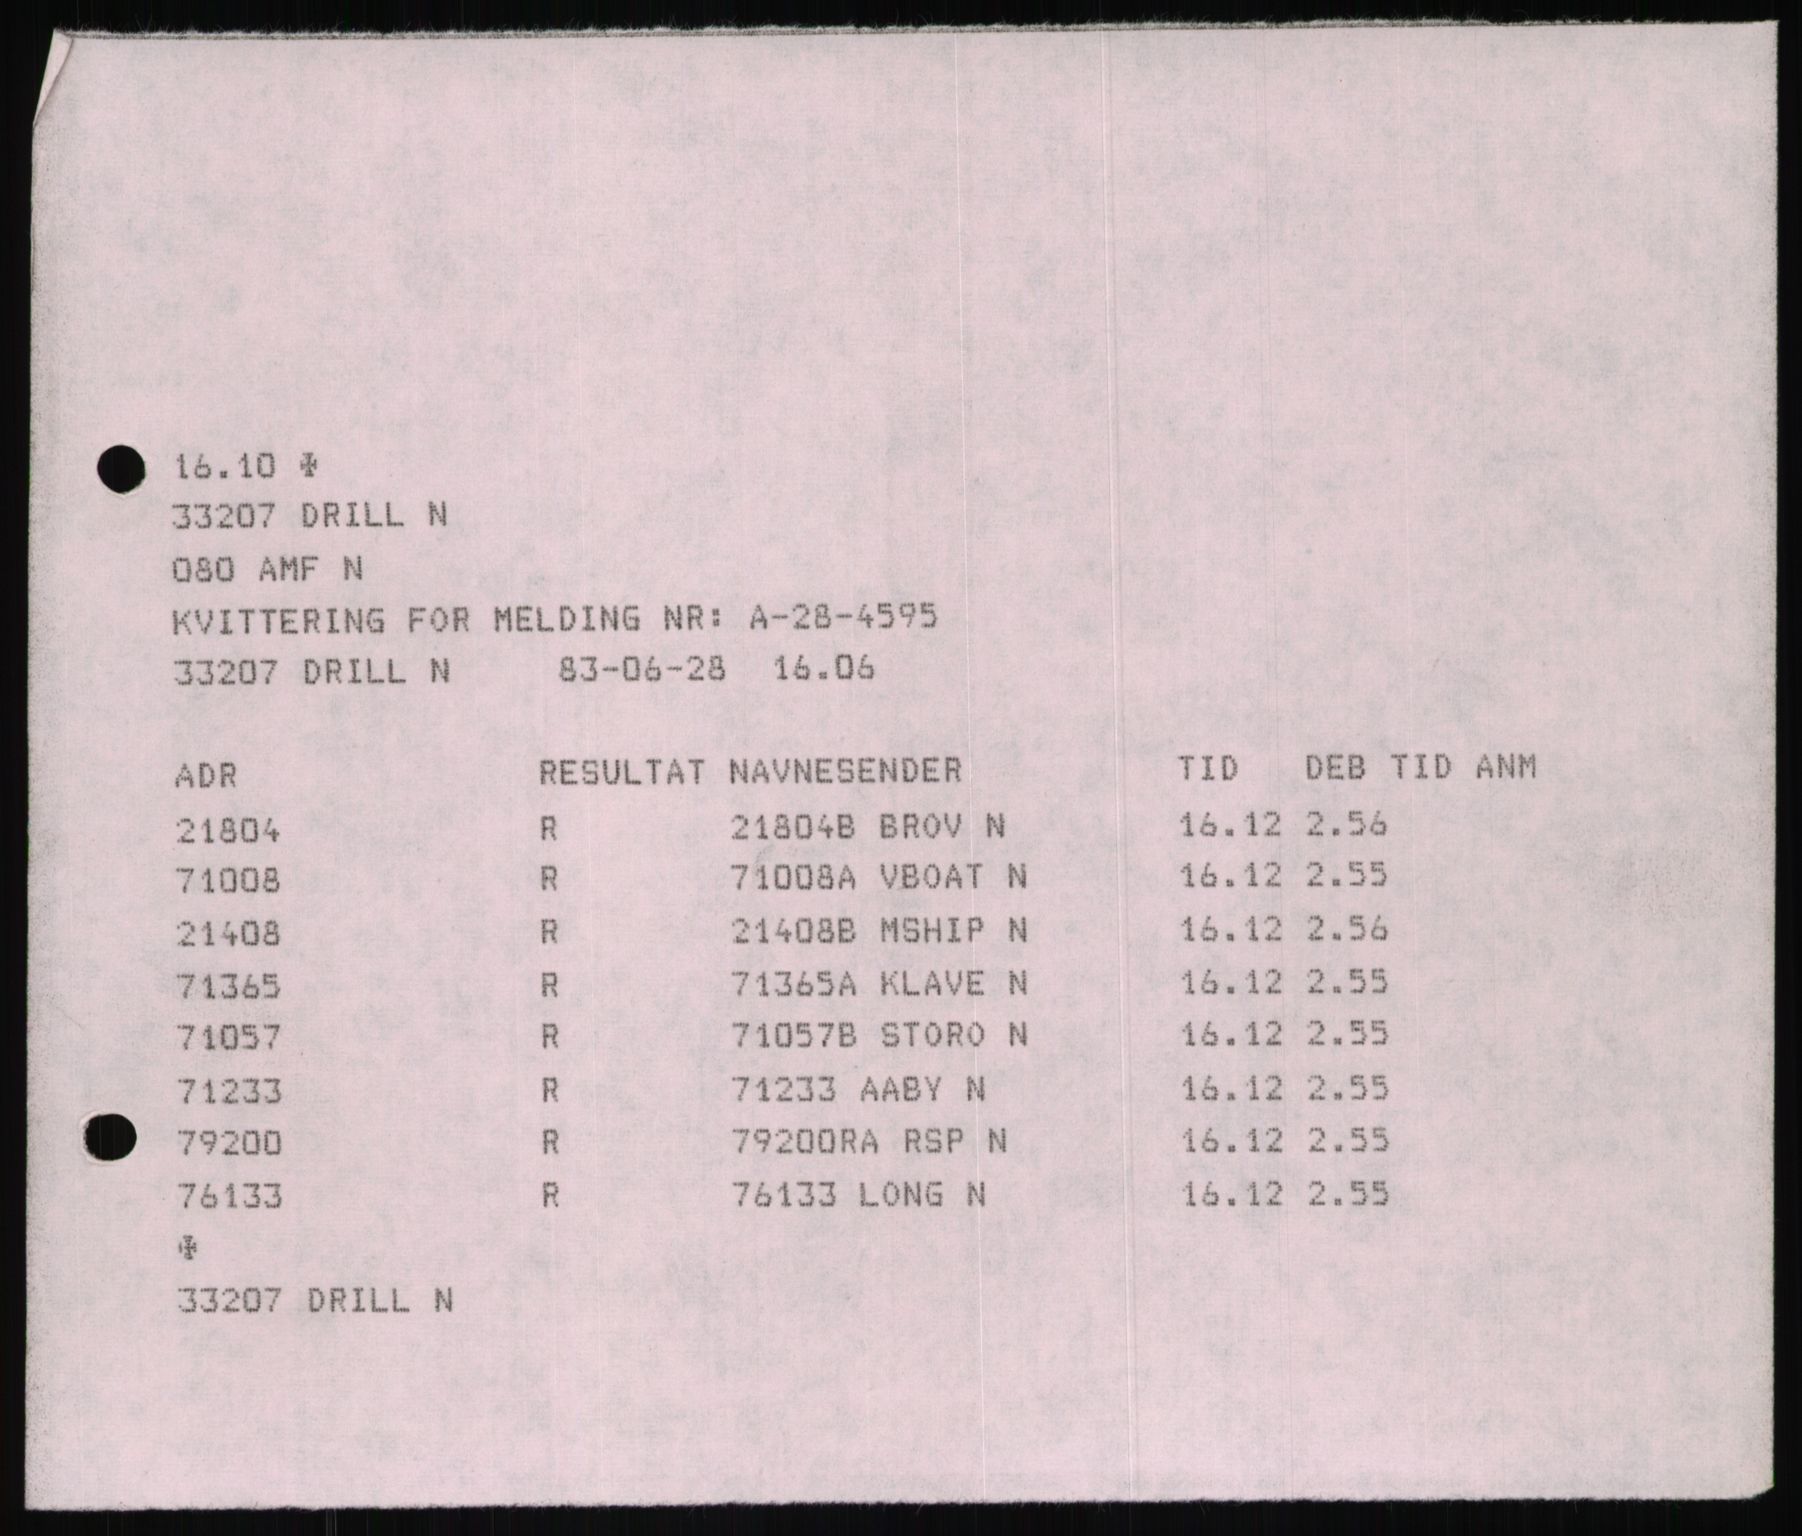 16.10 ✠
33207 DRILL N
080 AMF N
KVITTERING FOR MELDING NR: A-28-4595
33207 DRILL N 83-06-28 16.06
ADR RESULTAT NAVNESENDER TID DEB TID ANM
21804 R 21804B BROV N 16.12 2.56
71008 R 71008A VBOAT N 16.12 2.55
21408 R 21408B MSHIP N 16.12 2.56
71365 R 71365A KLAVE N 16.12 2.55
71057 R 71057B STORO N 16.12 2.55
71233 R 71233 AABY N 16.12 2.55
79200 R 79200RA RSP N 16.12 2.55
76133 R 76133 LONG N 16.12 2.55
✠
33207 DRILL N